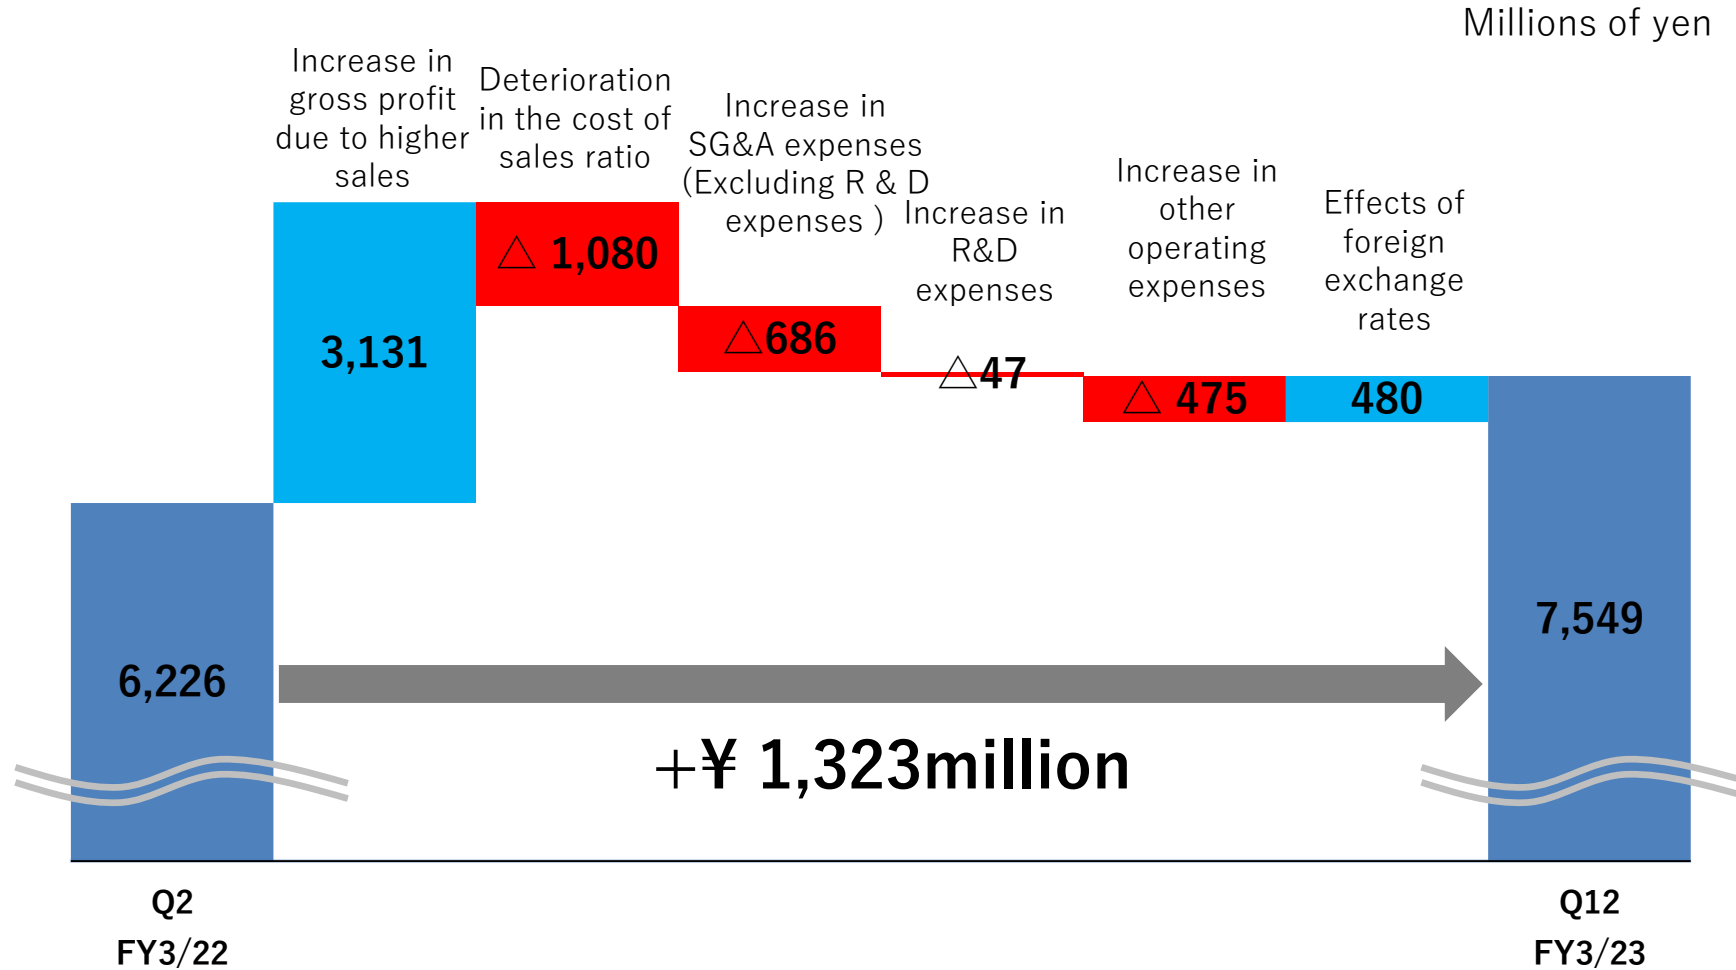 Millions of yen
Increase in
gross profit
due to higher
sales
Deterioration
in the cost of
sales ratio
Increase in
SG&A expenses
(Excluding R & D
expenses )
Increase in
R&D
expenses
Increase in
other
operating
expenses
Effects of
foreign
exchange
rates
△ 1,080
3,131
△686
△47
△ 475
480
6,226
7,549
+¥ 1,323million
Q2
FY3/22
Q12
FY3/23